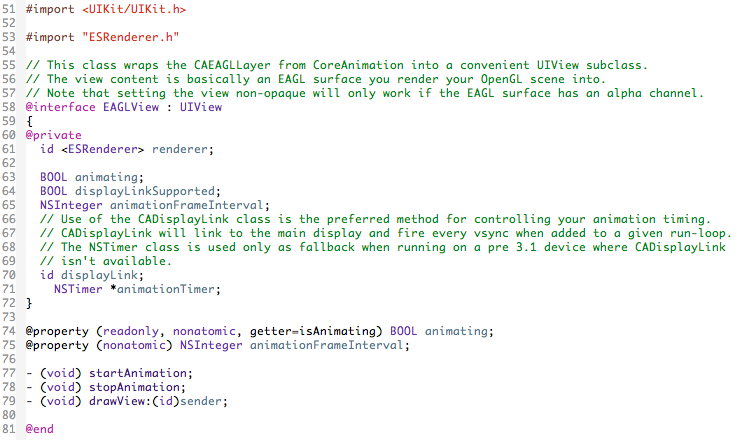 51 #import <UIKit/UIKit.h>
52
53 #import "ESRenderer.h"
54
55 // This class wraps the CAEAGLLayer from CoreAnimation into a convenient UIView subclass.
56 // The view content is basically an EAGL surface you render your OpenGL scene into.
57 // Note that setting the view non-opaque will only work if the EAGL surface has an alpha channel.
58 @interface EAGLView : UIView
59 {
60 @private
61   id <ESRenderer> renderer;
62
63   BOOL animating;
64   BOOL displayLinkSupported;
65   NSInteger animationFrameInterval;
66   // Use of the CADisplayLink class is the preferred method for controlling your animation timing.
67   // CADisplayLink will link to the main display and fire every vsync when added to a given run-loop.
68   // The NSTimer class is used only as fallback when running on a pre 3.1 device where CADisplayLink
69   // isn't available.
70   id displayLink;
71     NSTimer *animationTimer;
72 }
73
74 @property (readonly, nonatomic, getter=isAnimating) BOOL animating;
75 @property (nonatomic) NSInteger animationFrameInterval;
76
77 - (void) startAnimation;
78 - (void) stopAnimation;
79 - (void) drawView:(id)sender;
80
81 @end